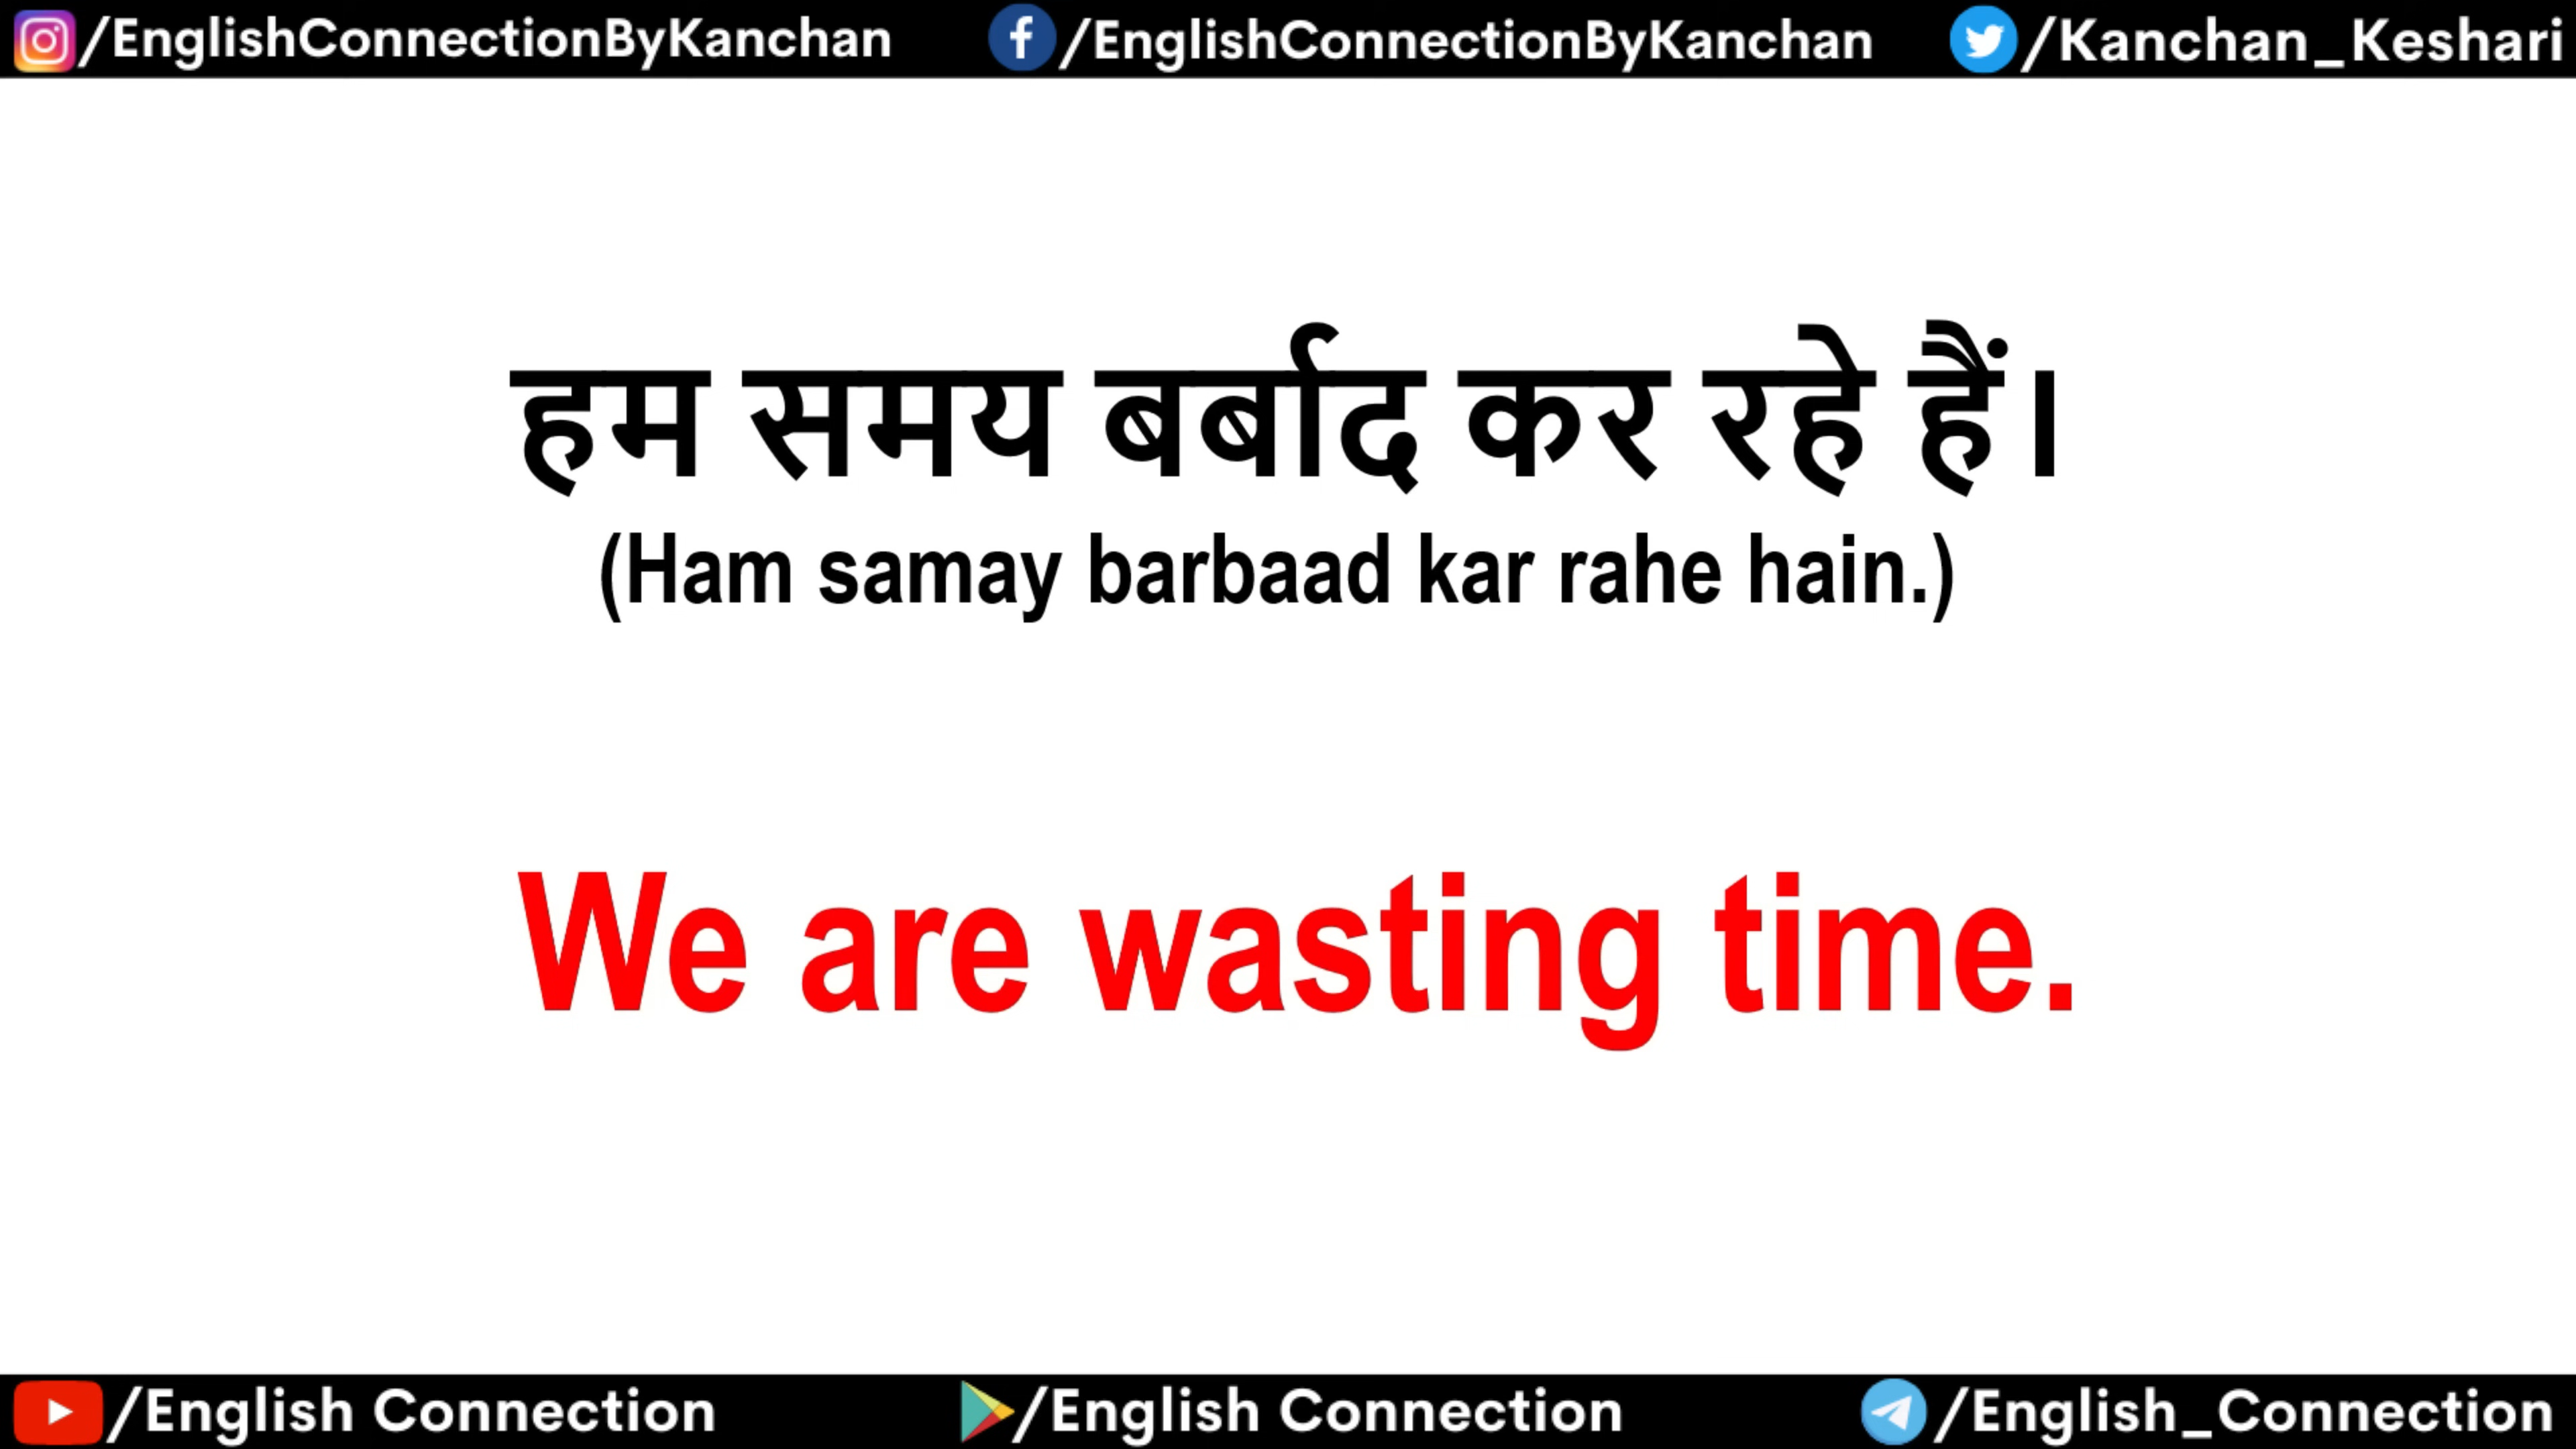 /EnglishConnectionByKanchan /EnglishConnectionByKanchan /Kanchan_Keshari
हम समय बर्बाद कर रहे हैं।
(Ham samay barbaad kar rahe hain.)
We are wasting time.
/English Connection /English Connection /English_Connection